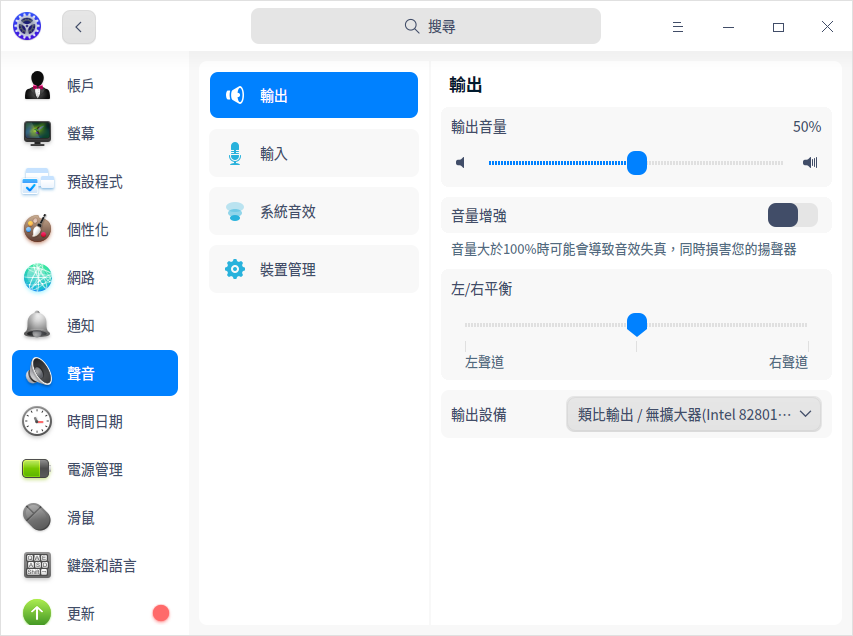 搜尋
帳戶
螢幕
預設程式
個性化
網路
通知
聲音
時間日期
電源管理
滑鼠
鍵盤和語言
更新
輸出
輸入
系統音效
裝置管理
輸出
輸出音量 50%
音量增強
音量大於100%時可能會導致音效失真，同時損害您的揚聲器
左/右平衡
左聲道 右聲道
輸出設備 類比輸出 / 無擴大器(Intel 82801⋯